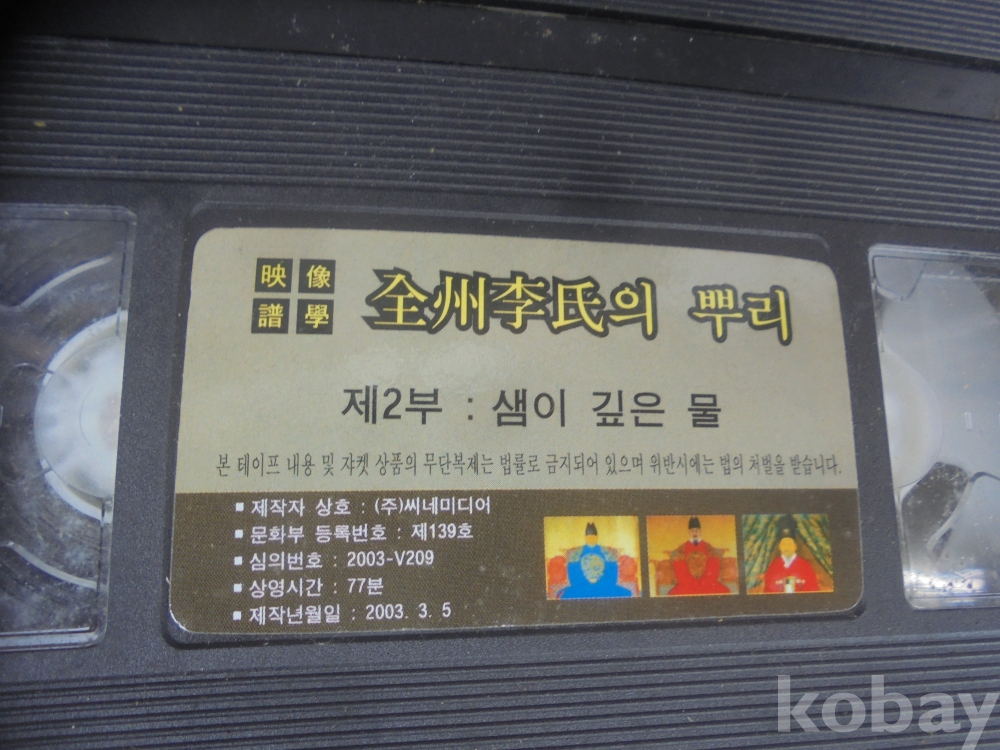 映像
譜學
全州李氏의 뿌리
제2부 : 샘이 깊은 물
본 테이프 내용 및 쟈켓 상품의 무단복제는 법률로 금지되어 있으며 위반시에는 법의 처벌을 받습니다.
■ 제작자 상호 : (주)씨네미디어
■ 문화부 등록번호 : 제139호
■ 심의번호 : 2003-V209
■ 상영시간 : 77분
■ 제작년월일 : 2003. 3. 5
kobay